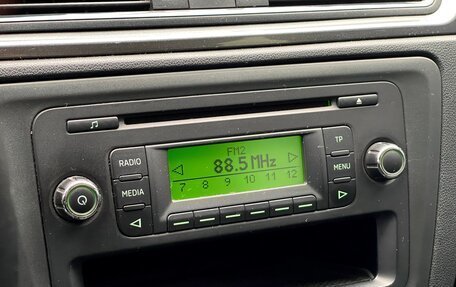 FM2
88.5 MHz
7 8 9 10 11 12
RADIO
MEDIA
TP
MENU